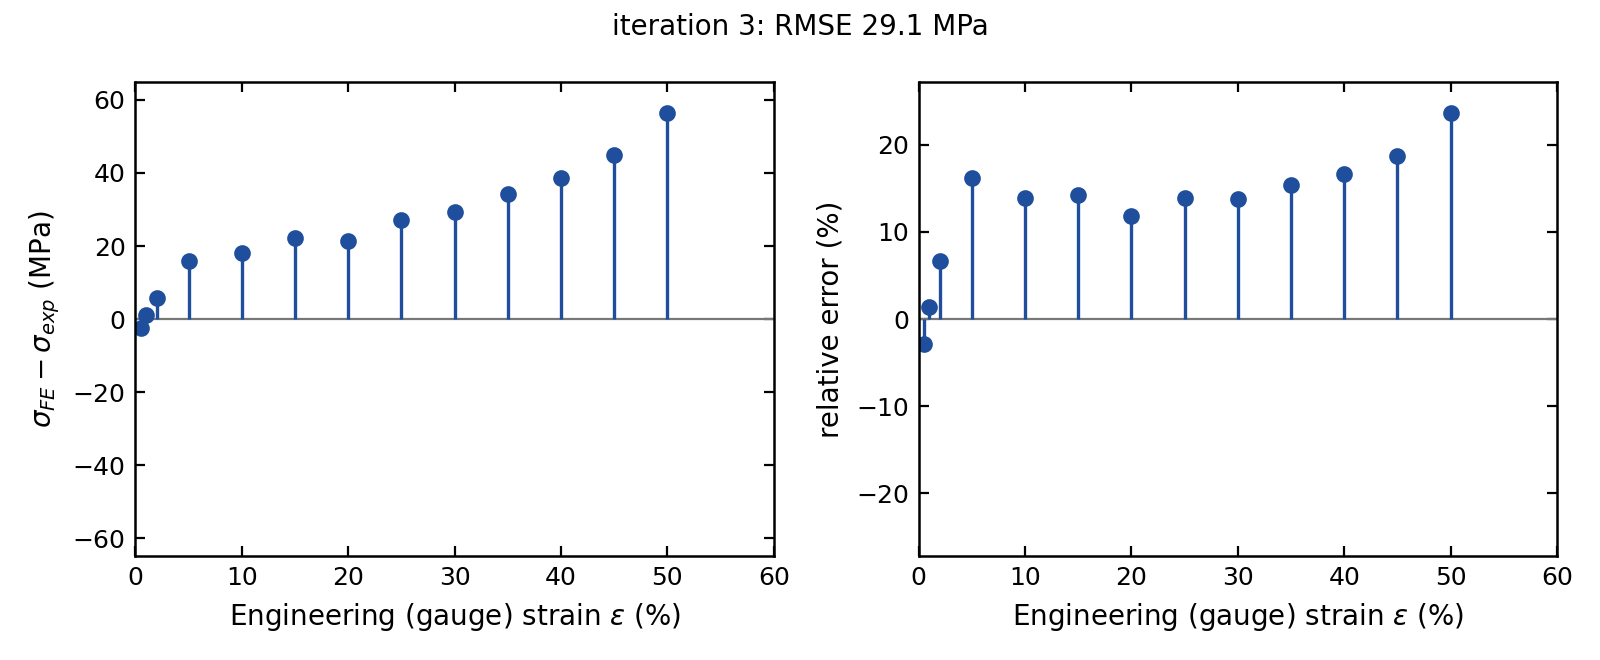 iteration 3: RMSE 29.1 MPa
σFE − σexp (MPa)
60
40
20
0
−20
−40
−60
0 10 20 30 40 50 60
Engineering (gauge) strain ε (%)
relative error (%)
20
10
0
−10
−20
0 10 20 30 40 50 60
Engineering (gauge) strain ε (%)